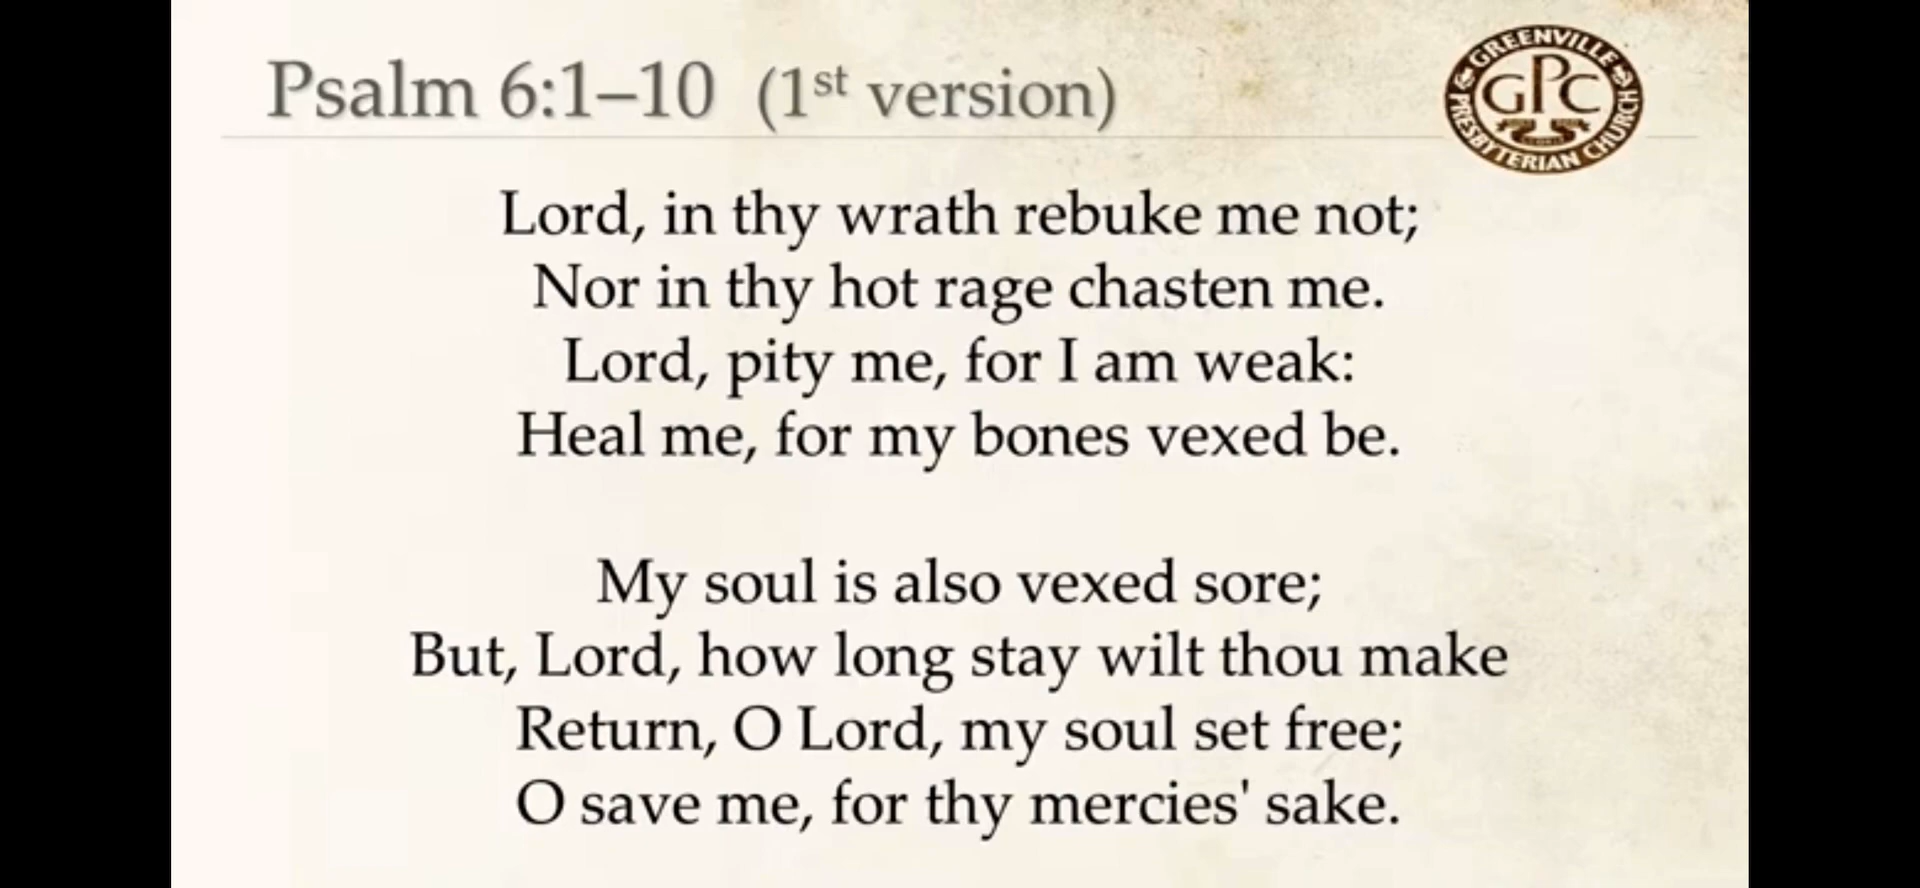 Psalm 6:1–10 (1st version)
GREENVILLE
GPC
PRESBYTERIAN CHURCH
Lord, in thy wrath rebuke me not;
Nor in thy hot rage chasten me.
Lord, pity me, for I am weak:
Heal me, for my bones vexed be.
My soul is also vexed sore;
But, Lord, how long stay wilt thou make
Return, O Lord, my soul set free;
O save me, for thy mercies' sake.